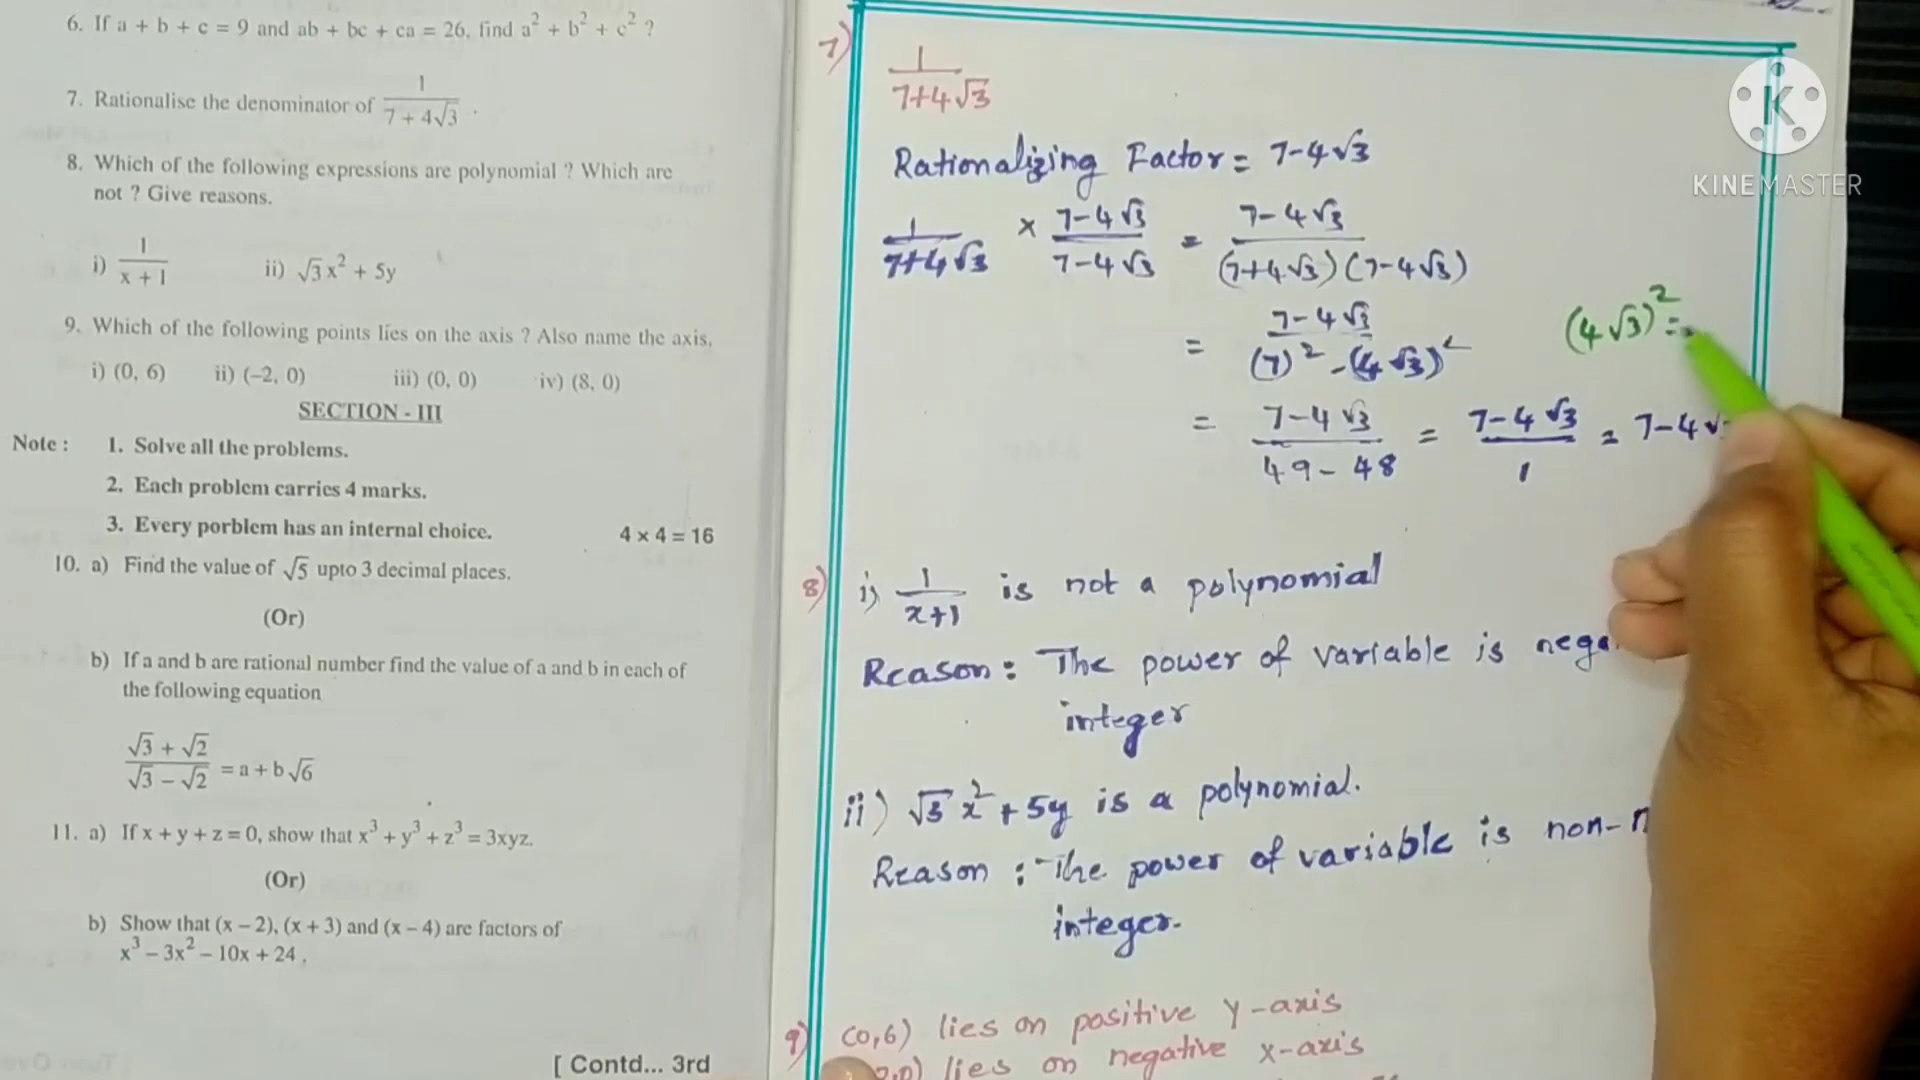 6. If a + b + c = 9 and ab + bc + ca = 26, find a² + b² + c² ?
7. Rationalise the denominator of 1/(7 + 4√3) .
8. Which of the following expressions are polynomial ? Which are
not ? Give reasons.
i) 1/(x + 1) ii) √3x² + 5y
9. Which of the following points lies on the axis ? Also name the axis.
i) (0, 6) ii) (–2, 0) iii) (0, 0) iv) (8, 0)
SECTION - III
Note : 1. Solve all the problems.
2. Each problem carries 4 marks.
3. Every porblem has an internal choice. 4 × 4 = 16
10. a) Find the value of √5 upto 3 decimal places.
(Or)
b) If a and b are rational number find the value of a and b in each of
the following equation
(√3 + √2)/(√3 – √2) = a + b√6
11. a) If x + y + z = 0, show that x³ + y³ + z³ = 3xyz.
(Or)
b) Show that (x – 2), (x + 3) and (x – 4) are factors of
x³ – 3x² – 10x + 24 .
[ Contd... 3rd
7) 1/(7+4√3)
Rationalizing Factor = 7-4√3
1/(7+4√3) × (7-4√3)/(7-4√3) = (7-4√3)/((7+4√3)(7-4√3))
= (7-4√3)/((7)² - (4√3)²)
(4√3)² =
= (7-4√3)/(49-48) = (7-4√3)/1 = 7-4√
8) i) 1/(x+1) is not a polynomial
Reason : The power of variable is nega
integer
ii) √3 x² + 5y is a polynomial.
Reason : The power of variable is non-n
integer.
9) (0,6) lies on positive Y-axis
,0) lies on negative x-axis
K
KINEMASTER